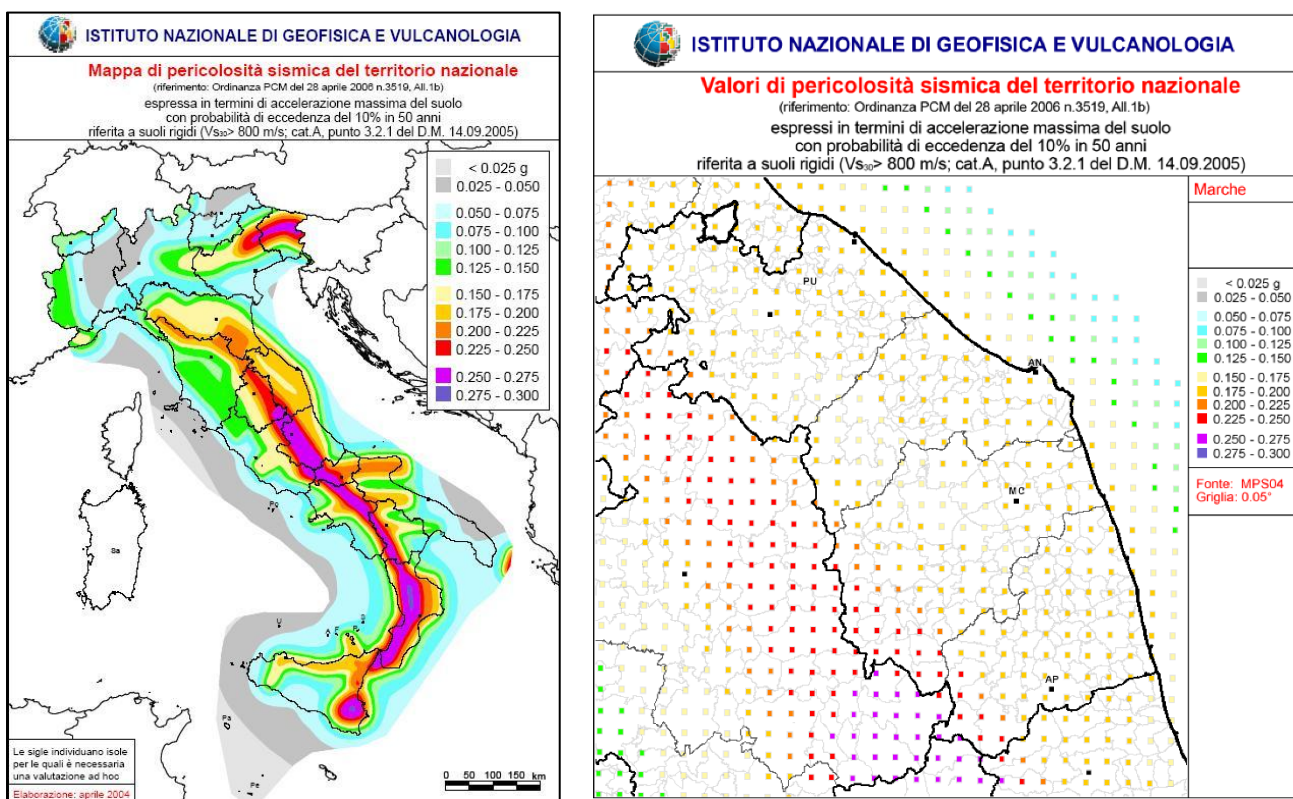 ISTITUTO NAZIONALE DI GEOFISICA E VULCANOLOGIA
Mappa di pericolosità sismica del territorio nazionale
(riferimento: Ordinanza PCM del 28 aprile 2006 n.3519, All.1b)
espressa in termini di accelerazione massima del suolo
con probabilità di eccedenza del 10% in 50 anni
riferita a suoli rigidi (Vs30> 800 m/s; cat.A, punto 3.2.1 del D.M. 14.09.2005)
< 0.025 g
0.025 - 0.050
0.050 - 0.075
0.075 - 0.100
0.100 - 0.125
0.125 - 0.150
0.150 - 0.175
0.175 - 0.200
0.200 - 0.225
0.225 - 0.250
0.250 - 0.275
0.275 - 0.300
Sa
U
Pa
Pe
Le sigle individuano isole
per le quali è necessaria
una valutazione ad hoc
Elaborazione: aprile 2004
0 50 100 150 km
ISTITUTO NAZIONALE DI GEOFISICA E VULCANOLOGIA
Valori di pericolosità sismica del territorio nazionale
(riferimento: Ordinanza PCM del 28 aprile 2006 n.3519, All.1b)
espressi in termini di accelerazione massima del suolo
con probabilità di eccedenza del 10% in 50 anni
riferita a suoli rigidi (Vs30> 800 m/s; cat.A, punto 3.2.1 del D.M. 14.09.2005)
PU
AN
MC
AP
Marche
< 0.025 g
0.025 - 0.050
0.050 - 0.075
0.075 - 0.100
0.100 - 0.125
0.125 - 0.150
0.150 - 0.175
0.175 - 0.200
0.200 - 0.225
0.225 - 0.250
0.250 - 0.275
0.275 - 0.300
Fonte: MPS04
Griglia: 0.05°